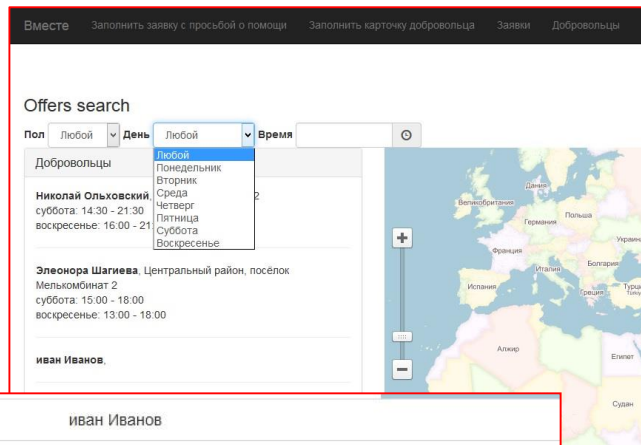 Вместе Заполнить заявку с просьбой о помощи Заполнить карточку добровольца Заявки Добровольцы
Offers search
Пол Любой День Любой Время
Любой
Понедельник
Вторник
Среда
Четверг
Пятница
Суббота
Воскресенье
Добровольцы
Николай Ольховский, 2
суббота: 14:30 - 21:30
воскресенье: 16:00 - 21:
Элеонора Шагиева, Центральный район, посёлок
Мелькомбинат 2
суббота: 15:00 - 18:00
воскресенье: 13:00 - 18:00
иван Иванов,
Дания
Великобритания
Германия
Польша
Украина
Франция
Италия
Болгария
Испания
Греция
Турци
Алжир
Египет
Судан
иван Иванов